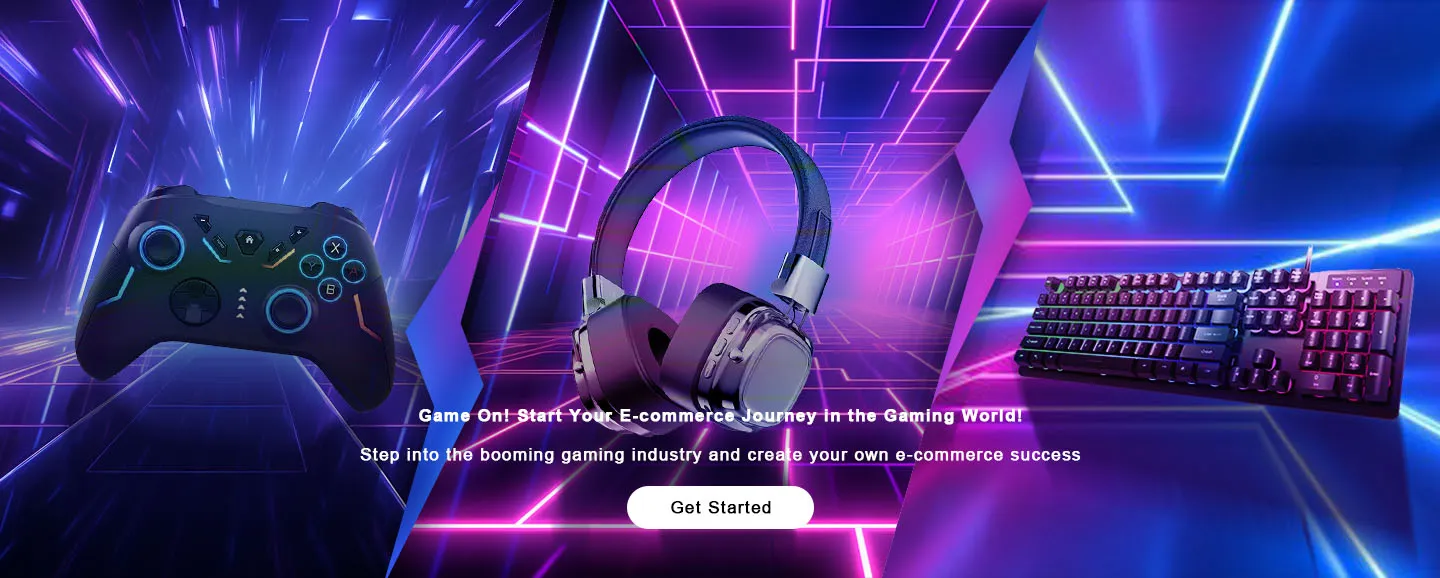 X
Y
A
B
Game On! Start Your E-commerce Journey in the Gaming World!
Step into the booming gaming industry and create your own e-commerce success
Get Started